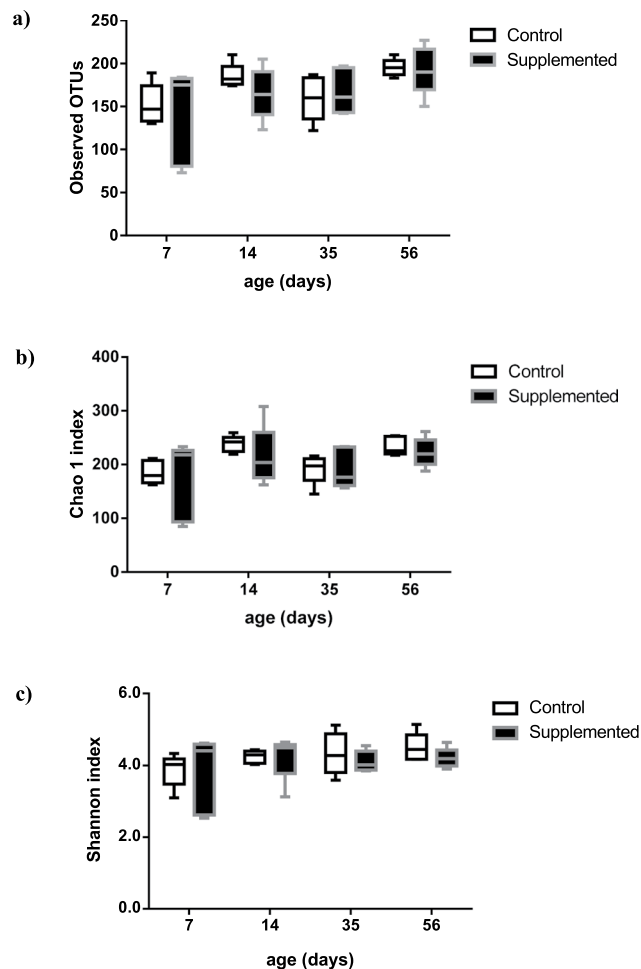 a)
Control
Supplemented
Observed OTUs
250
200
150
100
50
0
7 14 35 56
age (days)
b)
Control
Supplemented
Chao 1 index
400
300
200
100
0
7 14 35 56
age (days)
c)
Control
Supplemented
Shannon index
6.0
4.0
2.0
0.0
7 14 35 56
age (days)